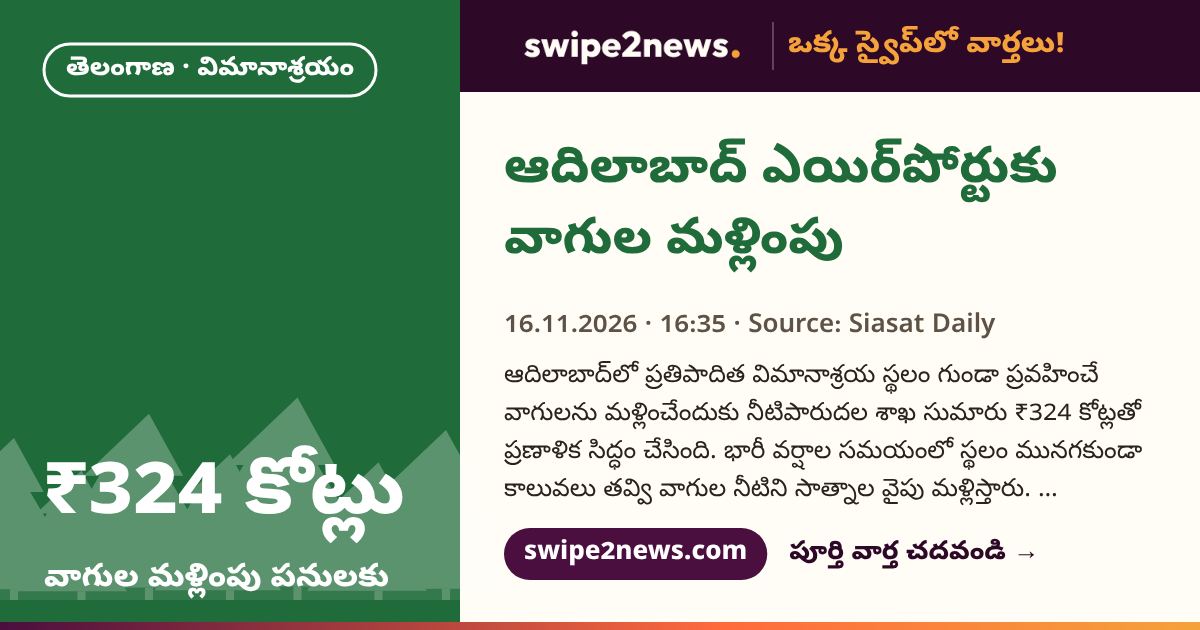 తెలంగాణ · విమానాశ్రయం
₹324 కోట్లు
వాగుల మళ్లింపు పనులకు
swipe2news.
ఒక్క స్వైప్‌లో వార్తలు!
ఆదిలాబాద్ ఎయిర్‌పోర్టుకు
వాగుల మళ్లింపు
16.11.2026 · 16:35 · Source: Siasat Daily
ఆదిలాబాద్‌లో ప్రతిపాదిత విమానాశ్రయ స్థలం గుండా ప్రవహించే
వాగులను మళ్లించేందుకు నీటిపారుదల శాఖ సుమారు ₹324 కోట్లతో
ప్రణాళిక సిద్ధం చేసింది. భారీ వర్షాల సమయంలో స్థలం మునగకుండా
కాలువలు తవ్వి వాగుల నీటిని సాత్నాల వైపు మళ్లిస్తారు. ...
swipe2news.com
పూర్తి వార్త చదవండి →